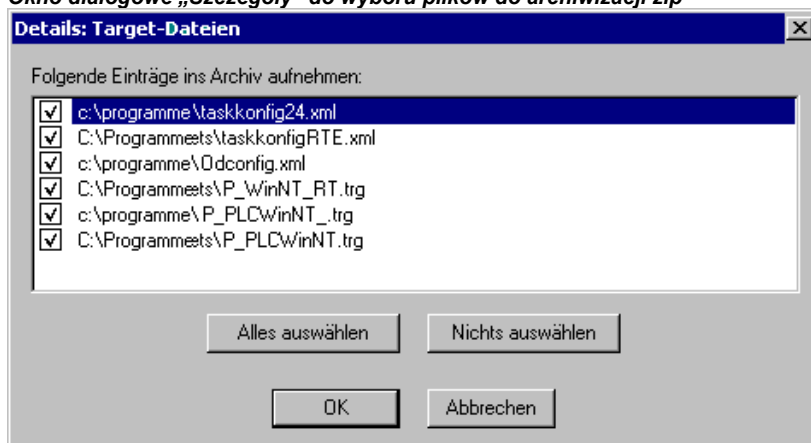 Okno dialogowe „Szczegóły” do wyboru plików do archiwizacji zip
Details: Target-Dateien
Folgende Einträge ins Archiv aufnehmen:
c:\programme\taskkonfig24.xml
C:\Programmeets\taskkonfigRTE.xml
c:\programme\Odconfig.xml
C:\Programmeets\P_WinNT_RT.trg
c:\programme\P_PLCWinNT_.trg
C:\Programmeets\P_PLCWinNT.trg
Alles auswählen Nichts auswählen
OK Abbrechen